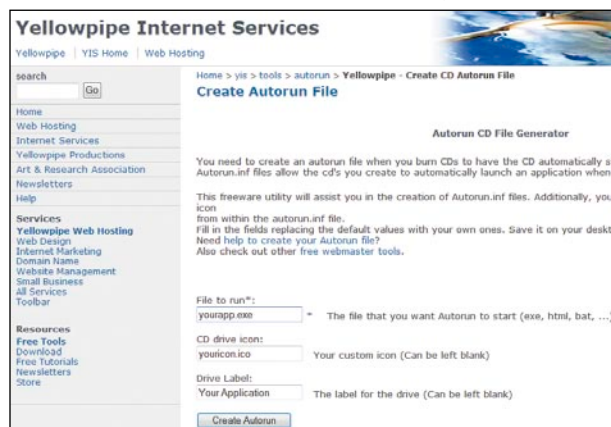 Yellowpipe Internet Services
Yellowpipe | YIS Home | Web Hosting
search
Go
Home
Web Hosting
Internet Services
Yellowpipe Productions
Art & Research Association
Newsletters
Help
Services
Yellowpipe Web Hosting
Web Design
Internet Marketing
Domain Name
Website Management
Small Business
All Services
Toolbar
Resources
Free Tools
Download
Free Tutorials
Newsletters
Store
Home > yis > tools > autorun > Yellowpipe - Create CD Autorun File
Create Autorun File
Autorun CD File Generator
You need to create an autorun file when you burn CDs to have the CD automatically s
Autorun.inf files allow the cd's you create to automatically launch an application when
This freeware utility will assist you in the creation of Autorun.inf files. Additionally, you
icon
from within the autorun.inf file.
Fill in the fields replacing the default values with your own ones. Save it on your deskt
Need help to create your Autorun file?
Also check out other free webmaster tools.
File to run*:
yourapp.exe * The file that you want Autorun to start (exe, html, bat, ...)
CD drive icon:
youricon.ico Your custom icon (Can be left blank)
Drive Label:
Your Application The label for the drive (Can be left blank)
Create Autorun